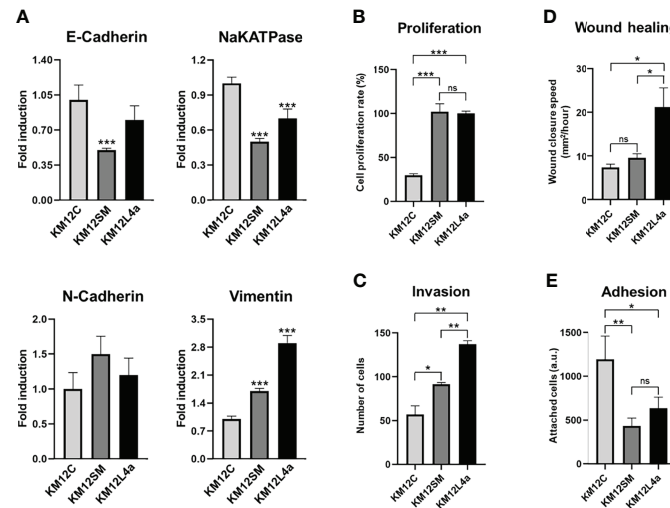 A
E-Cadherin
Fold induction
1.40
1.05
0.70
0.35
0.00
***
KM12C
KM12SM
KM12L4a
NaKATPase
Fold induction
1.2
0.9
0.6
0.3
0.0
***
***
KM12C
KM12SM
KM12L4a
N-Cadherin
Fold induction
2.0
1.5
1.0
0.5
0.0
KM12C
KM12SM
KM12L4a
Vimentin
Fold induction
3.5
2.8
2.1
1.4
0.7
0.0
***
***
KM12C
KM12SM
KM12L4a
B
Proliferation
Cell proliferation rate (%)
150
100
50
0
***
***
ns
KM12C
KM12SM
KM12L4a
C
Invasion
Number of cells
150
100
50
0
**
**
*
KM12C
KM12SM
KM12L4a
D
Wound healing
Wound closure speed
(mm²/hour)
30
20
10
0
*
*
ns
KM12C
KM12SM
KM12L4a
E
Adhesion
Attached cells (a.u.)
1500
1000
500
0
*
**
ns
KM12C
KM12SM
KM12L4a